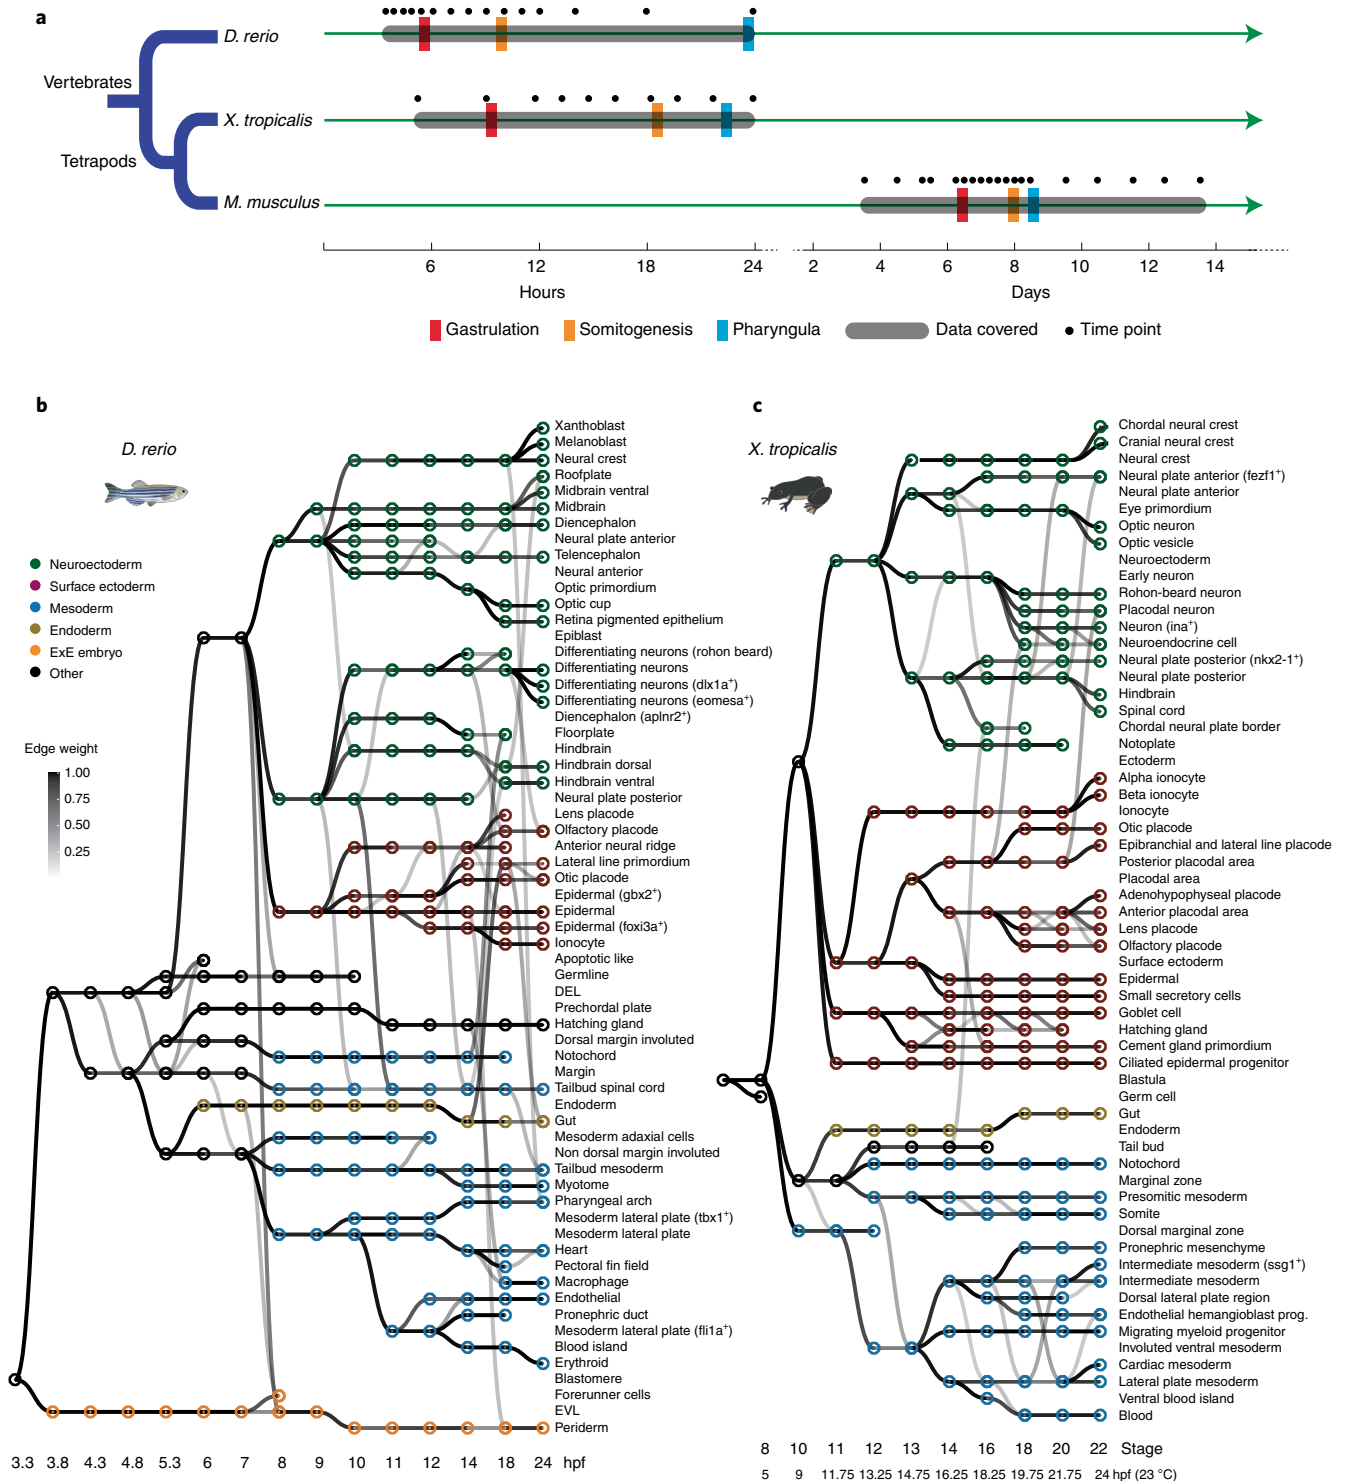 a
D. rerio
Vertebrates
X. tropicalis
Tetrapods
M. musculus
6 12 18 24 2 4 6 8 10 12 14
Hours Days
Gastrulation Somitogenesis Pharyngula Data covered Time point
b
D. rerio
Neuroectoderm
Surface ectoderm
Mesoderm
Endoderm
ExE embryo
Other
Edge weight
1.00
0.75
0.50
0.25
Xanthoblast
Melanoblast
Neural crest
Roofplate
Midbrain ventral
Midbrain
Diencephalon
Neural plate anterior
Telencephalon
Neural anterior
Optic primordium
Optic cup
Retina pigmented epithelium
Epiblast
Differentiating neurons (rohon beard)
Differentiating neurons
Differentiating neurons (dlx1a⁺)
Differentiating neurons (eomesa⁺)
Diencephalon (aplnr2⁺)
Floorplate
Hindbrain
Hindbrain dorsal
Hindbrain ventral
Neural plate posterior
Lens placode
Olfactory placode
Anterior neural ridge
Lateral line primordium
Otic placode
Epidermal (gbx2⁺)
Epidermal
Epidermal (foxi3a⁺)
Ionocyte
Apoptotic like
Germline
DEL
Prechordal plate
Hatching gland
Dorsal margin involuted
Notochord
Margin
Tailbud spinal cord
Endoderm
Gut
Mesoderm adaxial cells
Non dorsal margin involuted
Tailbud mesoderm
Myotome
Pharyngeal arch
Mesoderm lateral plate (tbx1⁺)
Mesoderm lateral plate
Heart
Pectoral fin field
Macrophage
Endothelial
Pronephric duct
Mesoderm lateral plate (fli1a⁺)
Blood island
Erythroid
Blastomere
Forerunner cells
EVL
Periderm
3.3 3.8 4.3 4.8 5.3 6 7 8 9 10 11 12 14 18 24 hpf
c
X. tropicalis
Chordal neural crest
Cranial neural crest
Neural crest
Neural plate anterior (fezf1⁺)
Neural plate anterior
Eye primordium
Optic neuron
Optic vesicle
Neuroectoderm
Early neuron
Rohon-beard neuron
Placodal neuron
Neuron (ina⁺)
Neuroendocrine cell
Neural plate posterior (nkx2-1⁺)
Neural plate posterior
Hindbrain
Spinal cord
Chordal neural plate border
Notoplate
Ectoderm
Alpha ionocyte
Beta ionocyte
Ionocyte
Otic placode
Epibranchial and lateral line placode
Posterior placodal area
Placodal area
Adenohypophyseal placode
Anterior placodal area
Lens placode
Olfactory placode
Surface ectoderm
Epidermal
Small secretory cells
Goblet cell
Hatching gland
Cement gland primordium
Ciliated epidermal progenitor
Blastula
Germ cell
Gut
Endoderm
Tail bud
Notochord
Marginal zone
Presomitic mesoderm
Somite
Dorsal marginal zone
Pronephric mesenchyme
Intermediate mesoderm (ssg1⁺)
Intermediate mesoderm
Dorsal lateral plate region
Endothelial hemangioblast prog.
Migrating myeloid progenitor
Involuted ventral mesoderm
Cardiac mesoderm
Lateral plate mesoderm
Ventral blood island
Blood
8 10 11 12 13 14 16 18 20 22 Stage
5 9 11.75 13.25 14.75 16.25 18.25 19.75 21.75 24 hpf (23 °C)